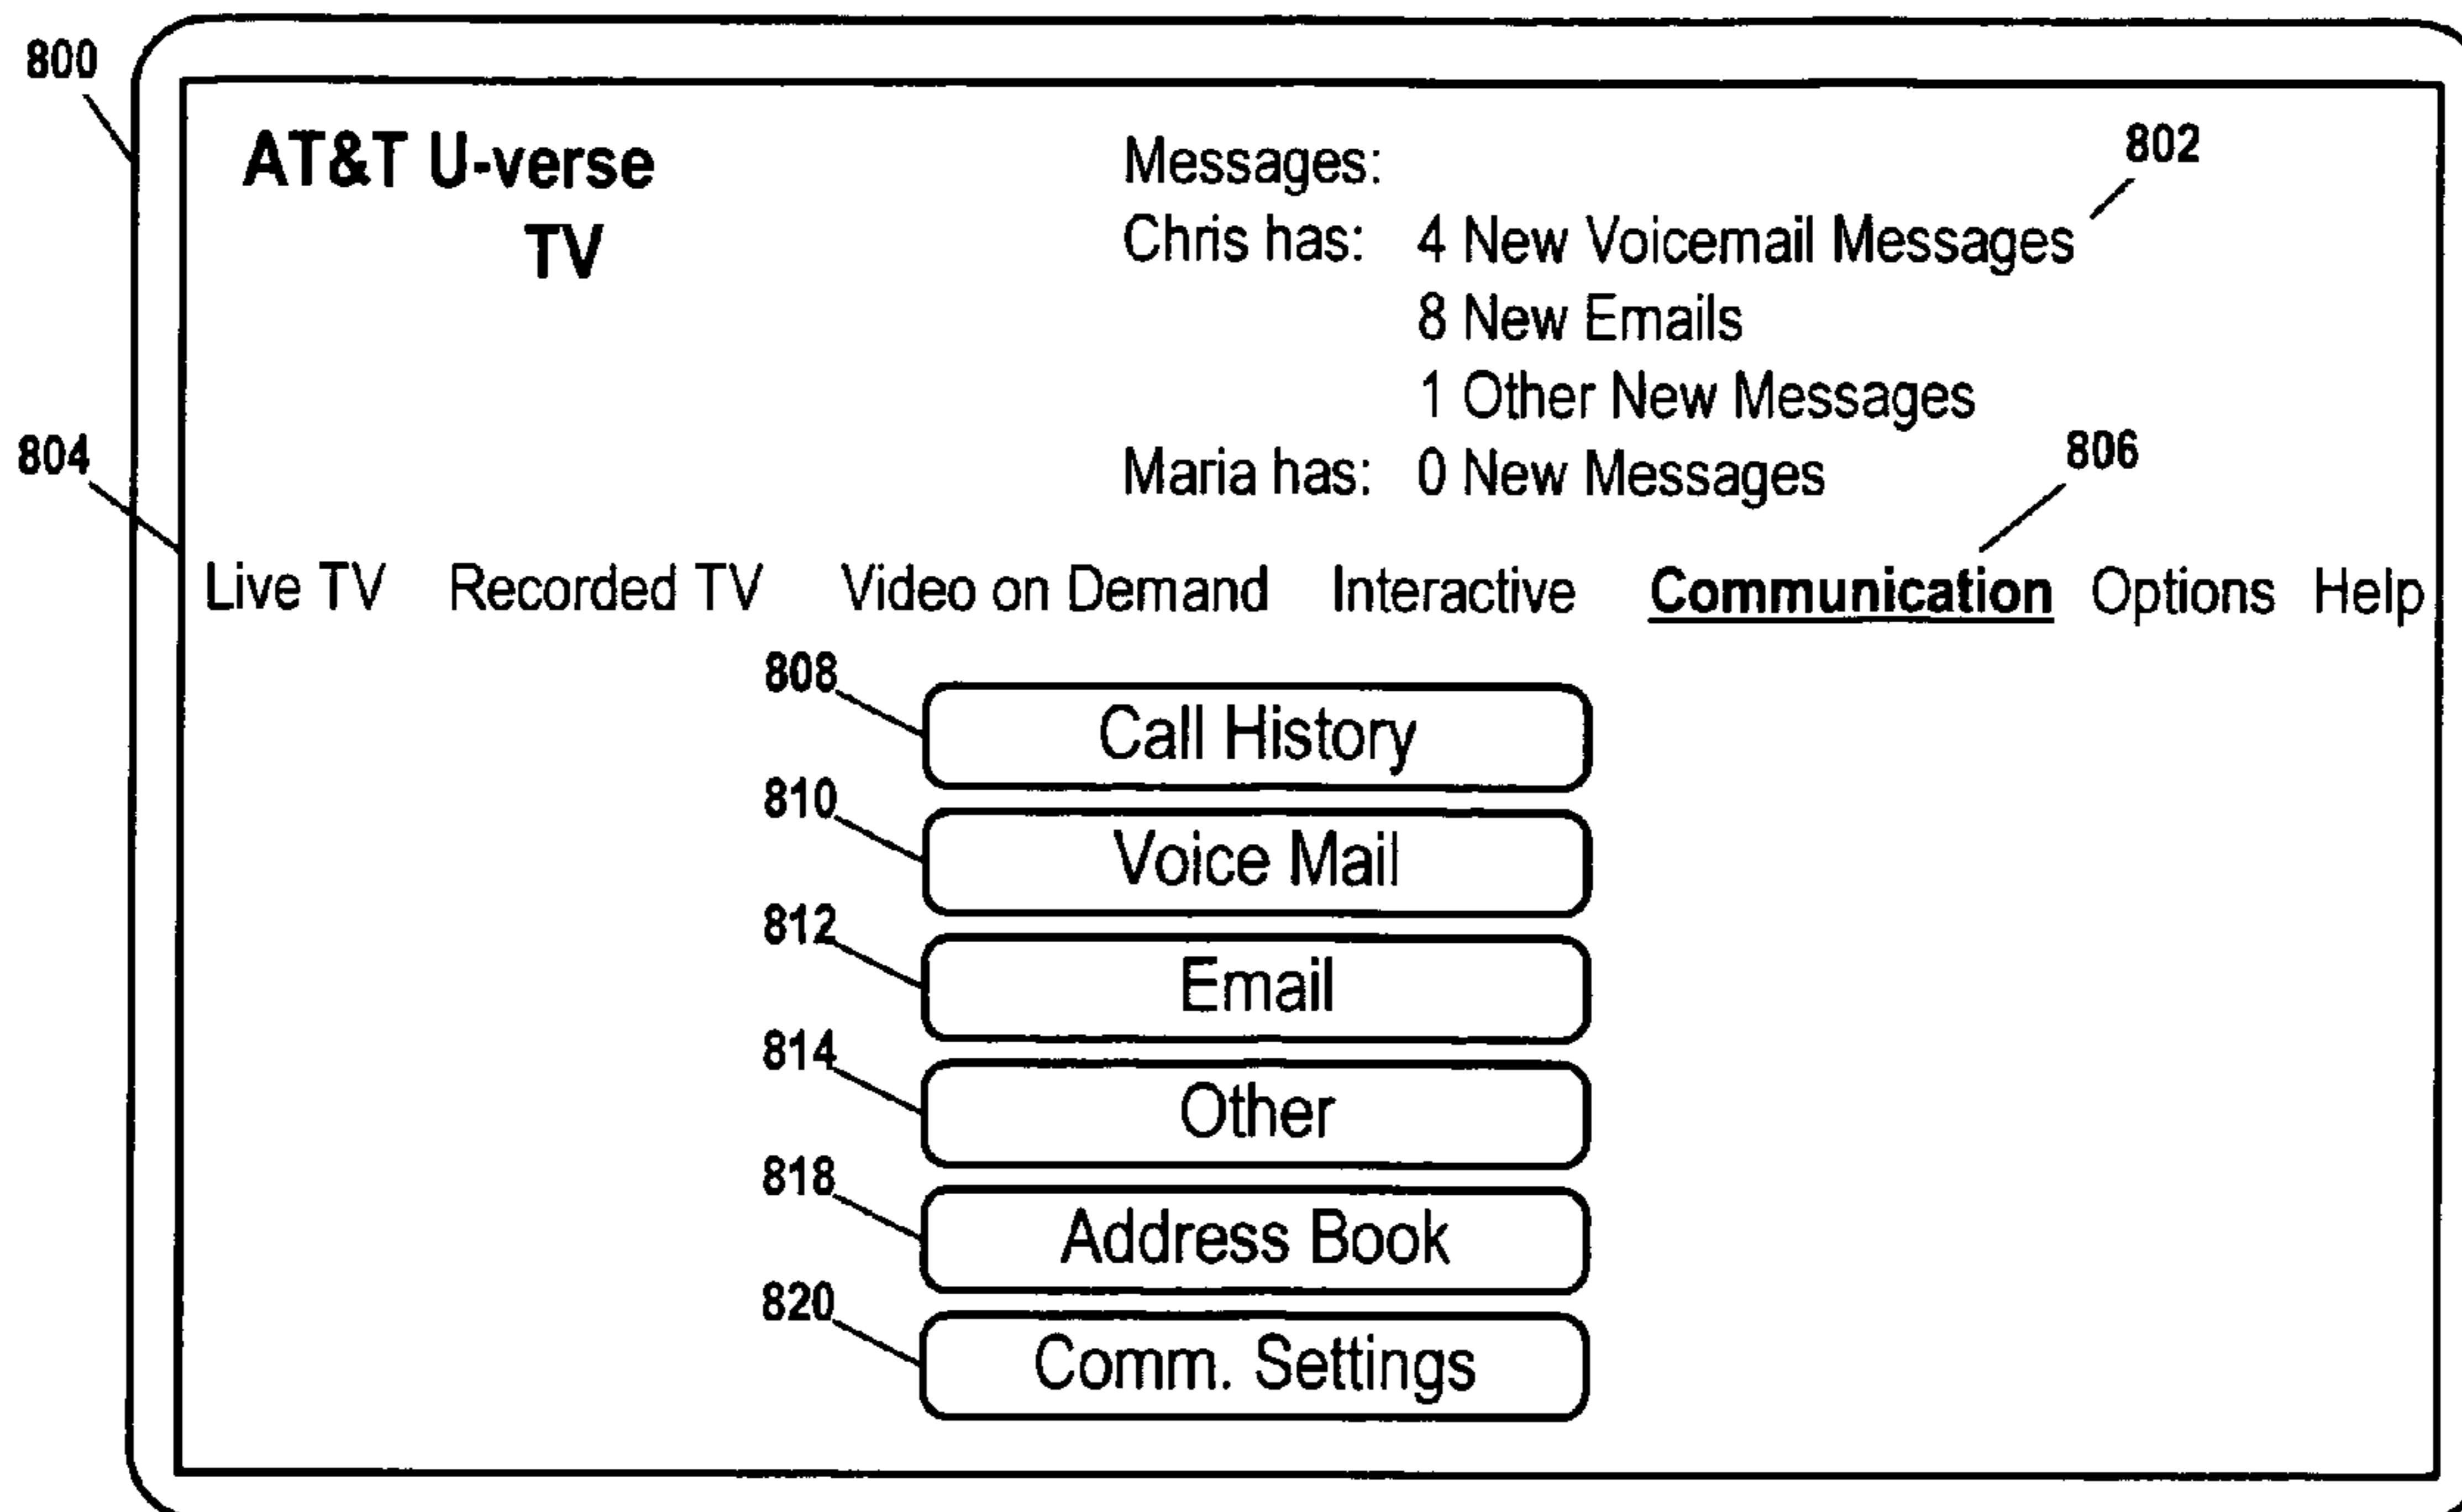 800
AT&T U-verse
TV
Messages:
802
Chris has: 4 New Voicemail Messages
8 New Emails
1 Other New Messages
804
806
Maria has: 0 New Messages
Live TV Recorded TV Video on Demand Interactive Communication Options Help
808
Call History
810
Voice Mail
812
Email
814
Other
818
Address Book
820
Comm. Settings